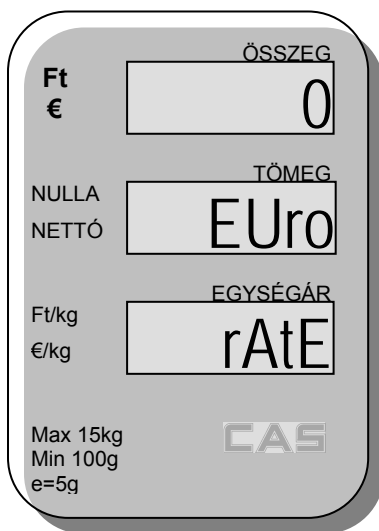 ÖSSZEG
Ft
€
0
TÖMEG
NULLA
NETTÓ
EUro
EGYSÉGÁR
Ft/kg
€/kg
rAtE
Max 15kg
Min 100g
e=5g
CAS